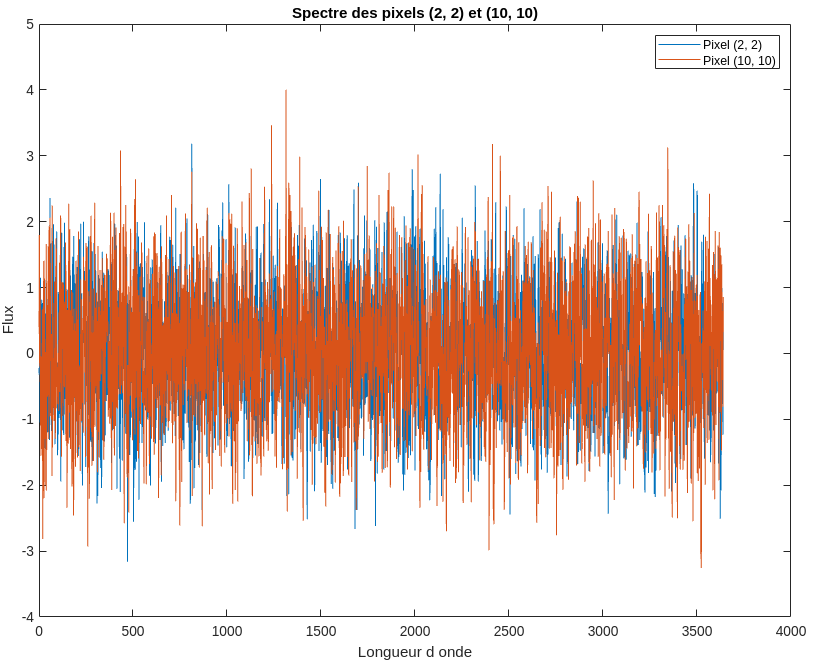 Spectre des pixels (2, 2) et (10, 10)
Pixel (2, 2)
Pixel (10, 10)
5
4
3
2
1
0
-1
-2
-3
-4
Flux
0 500 1000 1500 2000 2500 3000 3500 4000
Longueur d onde